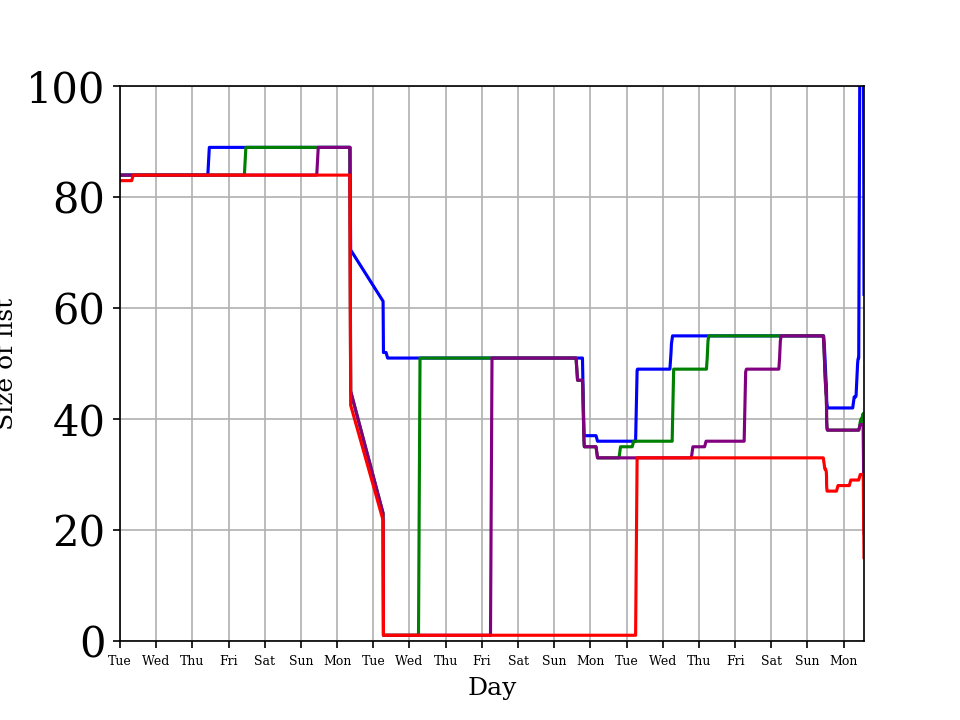 100
80
60
40
20
0
Size of list
Tue Wed Thu Fri Sat Sun Mon Tue Wed Thu Fri Sat Sun Mon Tue Wed Thu Fri Sat Sun Mon
Day